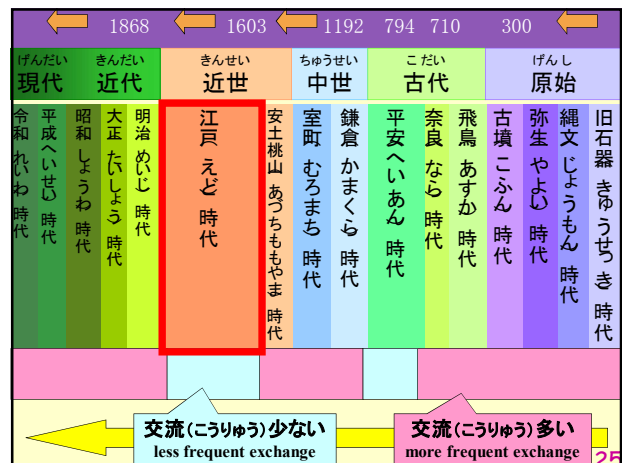 1868 1603 1192 794 710 300
げんだい きんだい きんせい ちゅうせい こだい げんし
現代 近代 近世 中世 古代 原始
旧石器 きゅうせっき 時代
縄文 じょうもん 時代
弥生 やよい 時代
古墳 こふん 時代
飛鳥 あすか 時代
奈良 なら 時代
平安 へいあん 時代
鎌倉 かまくら 時代
室町 むろまち 時代
安土桃山 あづちももやま 時代
江戸 えど 時代
明治 めいじ 時代
大正 たいしょう 時代
昭和 しょうわ 時代
平成 へいせい 時代
令和 れいわ 時代
交流(こうりゅう)少ない
less frequent exchange
交流(こうりゅう)多い
more frequent exchange
25